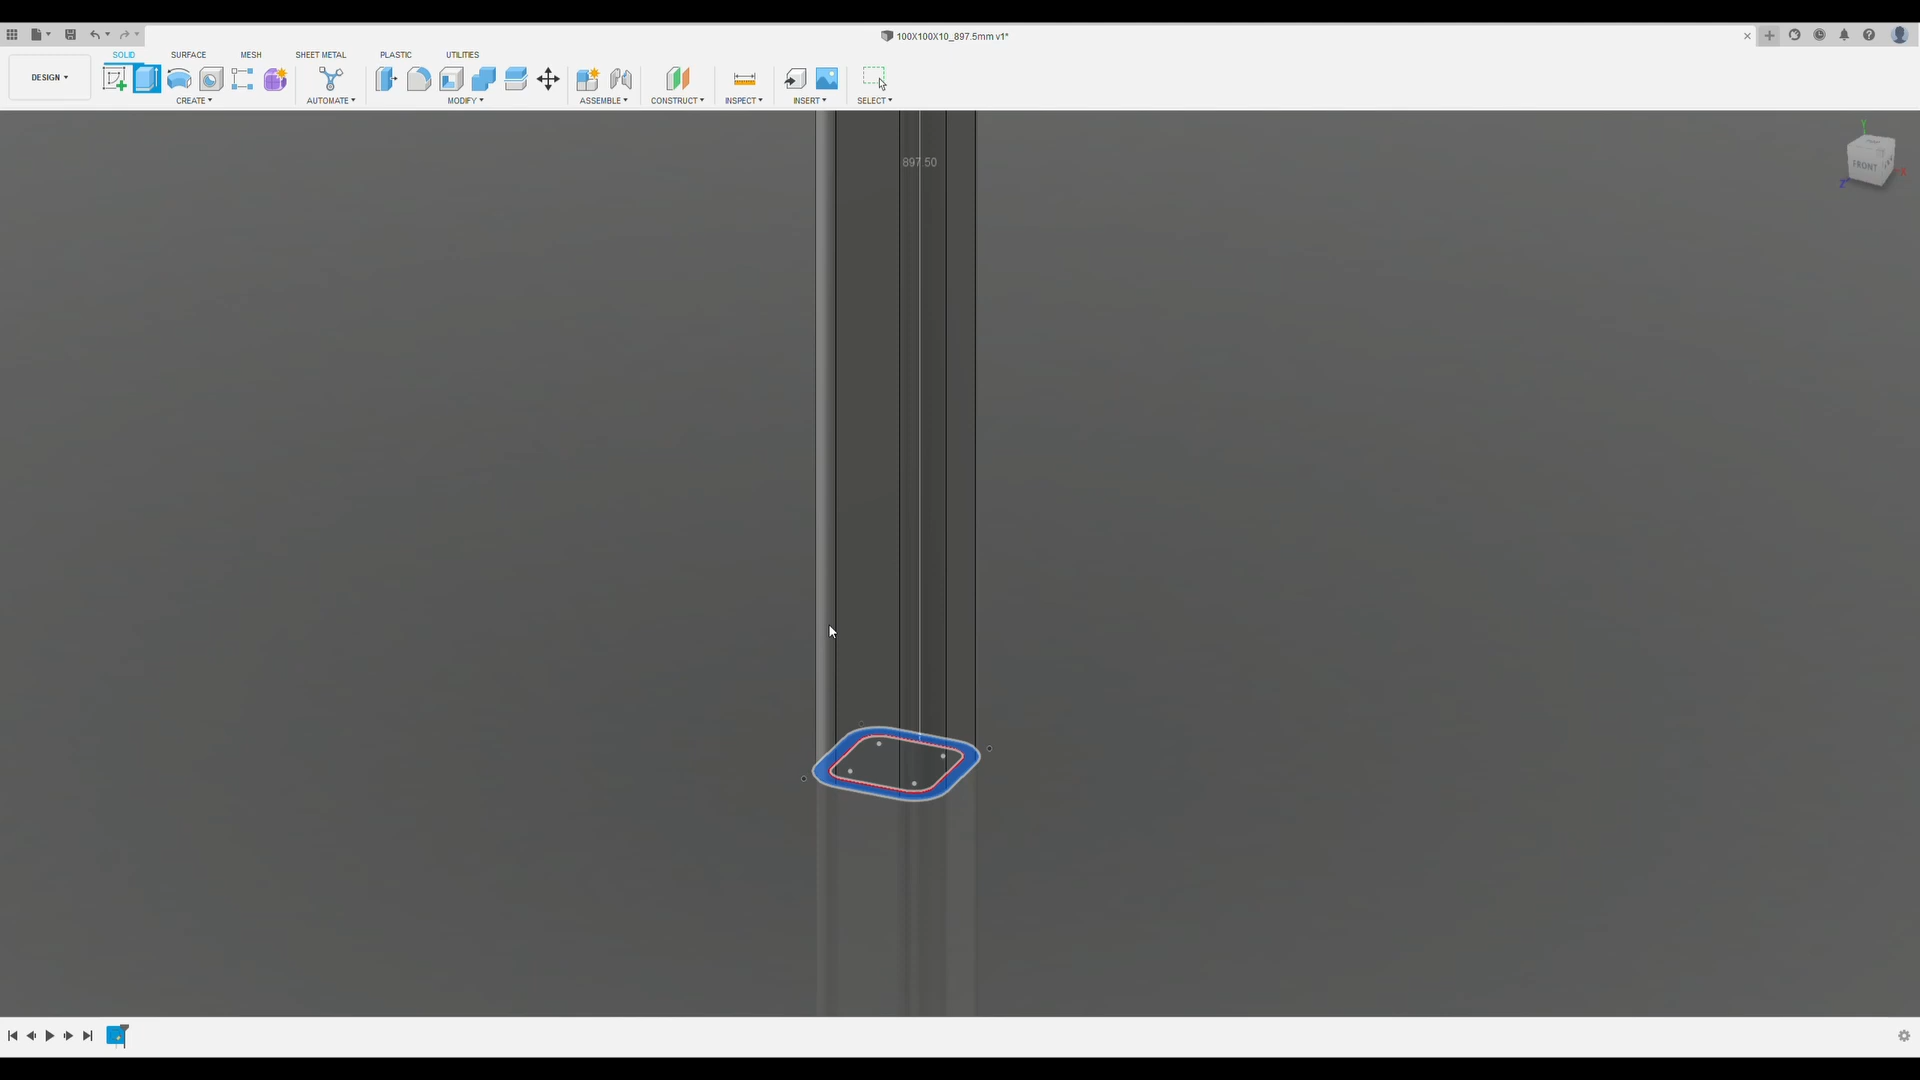 100X100X10_897.5mm v1*
SOLID SURFACE MESH SHEET METAL PLASTIC UTILITIES
DESIGN
CREATE AUTOMATE MODIFY ASSEMBLE CONSTRUCT INSPECT INSERT SELECT
Y
FRONT
X
Z
897.50